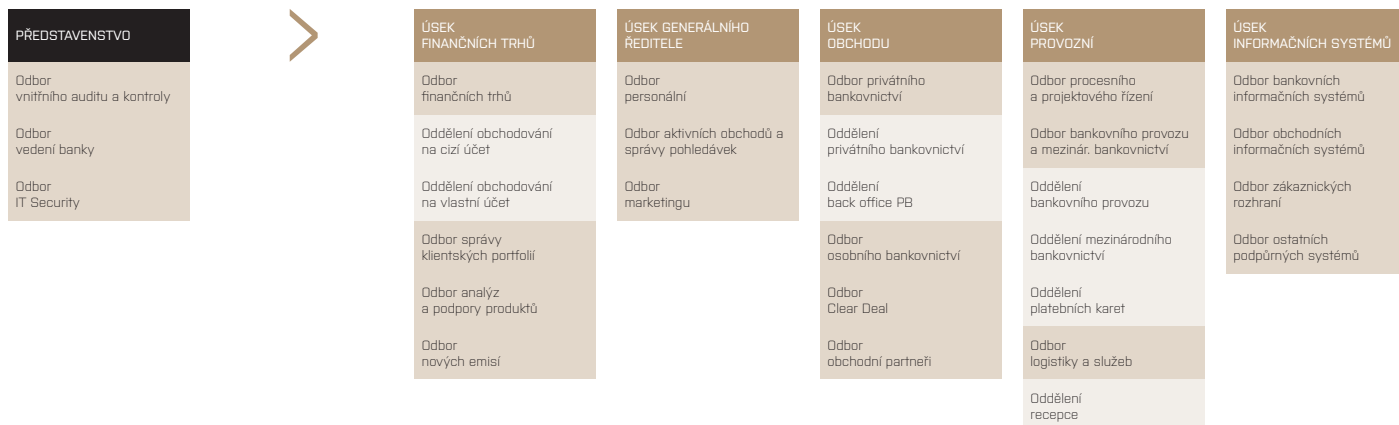 PŘEDSTAVENSTVO
Odbor
vnitřního auditu a kontroly
Odbor
vedení banky
Odbor
IT Security
ÚSEK
FINANČNÍCH TRHŮ
Odbor
finančních trhů
Oddělení obchodování
na cizí účet
Oddělení obchodování
na vlastní účet
Odbor správy
klientských portfolií
Odbor analýz
a podpory produktů
Odbor
nových emisí
ÚSEK GENERÁLNÍHO
ŘEDITELE
Odbor
personální
Odbor aktivních obchodů a
správy pohledávek
Odbor
marketingu
ÚSEK
OBCHODU
Odbor privátního
bankovnictví
Oddělení
privátního bankovnictví
Oddělení
back office PB
Odbor
osobního bankovnictví
Odbor
Clear Deal
Odbor
obchodní partneři
ÚSEK
PROVOZNÍ
Odbor procesního
a projektového řízení
Odbor bankovního provozu
a mezinár. bankovnictví
Oddělení
bankovního provozu
Oddělení mezinárodního
bankovnictví
Oddělení
platebních karet
Odbor
logistiky a služeb
Oddělení
recepce
ÚSEK
INFORMAČNÍCH SYSTÉMŮ
Odbor bankovních
informačních systémů
Odbor obchodních
informačních systémů
Odbor zákaznických
rozhraní
Odbor ostatních
podpůrných systémů